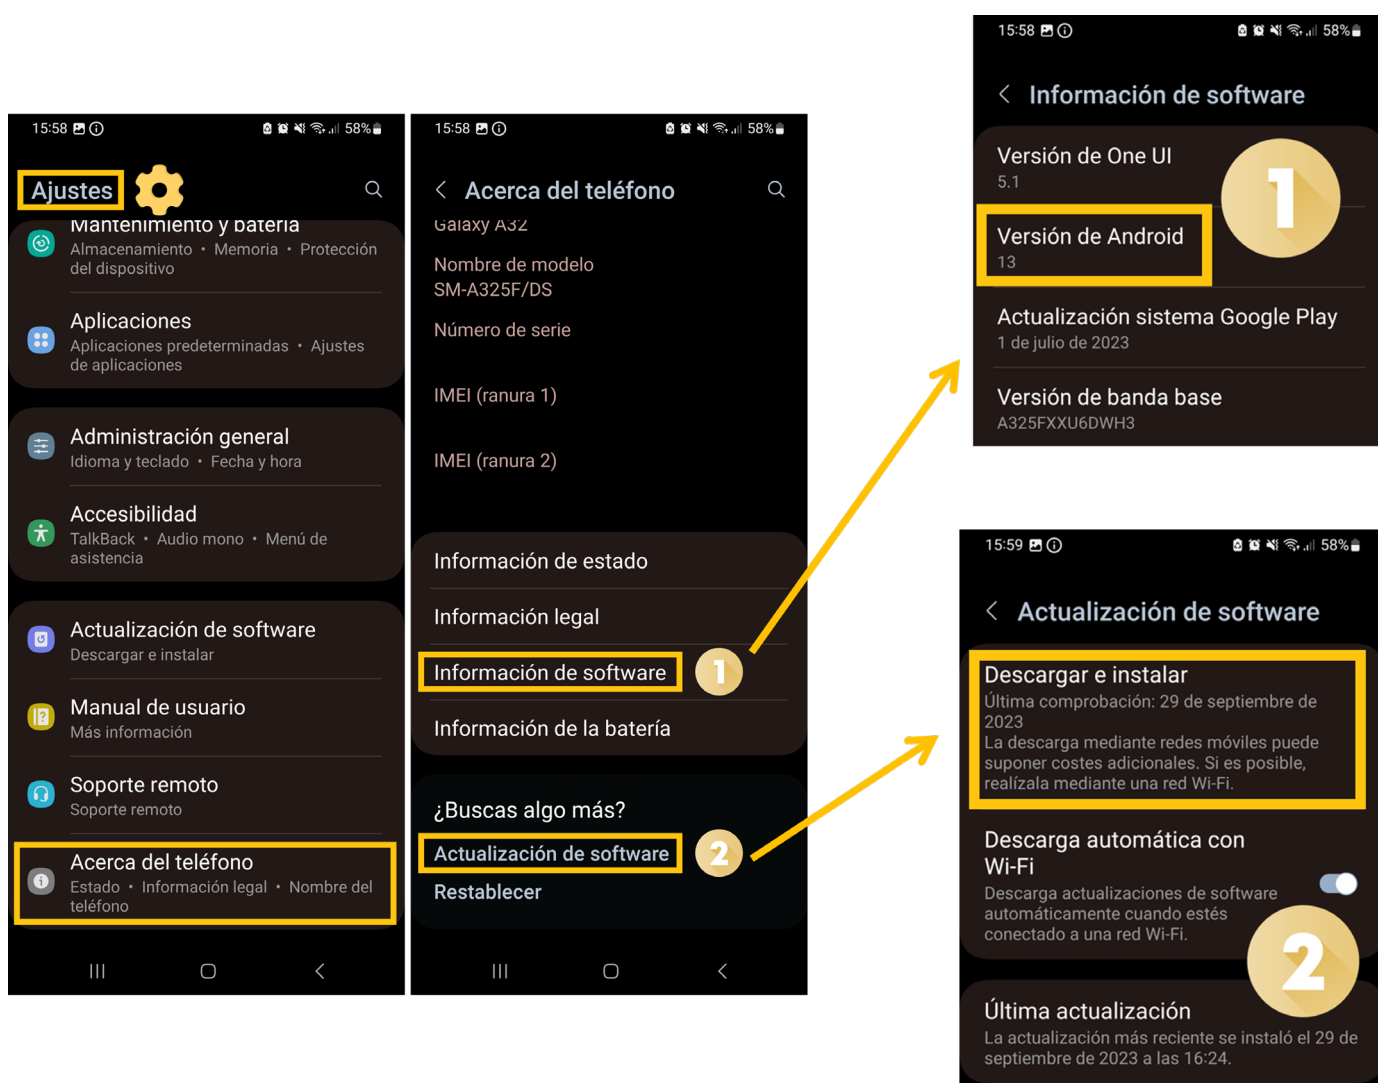 15:58
58%
Ajustes
Mantenimiento y batería
Almacenamiento • Memoria • Protección
del dispositivo
Aplicaciones
Aplicaciones predeterminadas • Ajustes
de aplicaciones
Administración general
Idioma y teclado • Fecha y hora
Accesibilidad
TalkBack • Audio mono • Menú de
asistencia
Actualización de software
Descargar e instalar
Manual de usuario
Más información
Soporte remoto
Soporte remoto
Acerca del teléfono
Estado • Información legal • Nombre del
teléfono
15:58
58%
Acerca del teléfono
Galaxy A32
Nombre de modelo
SM-A325F/DS
Número de serie
IMEI (ranura 1)
IMEI (ranura 2)
Información de estado
Información legal
Información de software
1
Información de la batería
¿Buscas algo más?
Actualización de software
2
Restablecer
15:58
58%
Información de software
Versión de One UI
5.1
1
Versión de Android
13
Actualización sistema Google Play
1 de julio de 2023
Versión de banda base
A325FXXU6DWH3
15:59
58%
Actualización de software
Descargar e instalar
Última comprobación: 29 de septiembre de
2023
La descarga mediante redes móviles puede
suponer costes adicionales. Si es posible,
realízala mediante una red Wi-Fi.
Descarga automática con
Wi-Fi
Descarga actualizaciones de software
automáticamente cuando estés
conectado a una red Wi-Fi.
2
Última actualización
La actualización más reciente se instaló el 29 de
septiembre de 2023 a las 16:24.